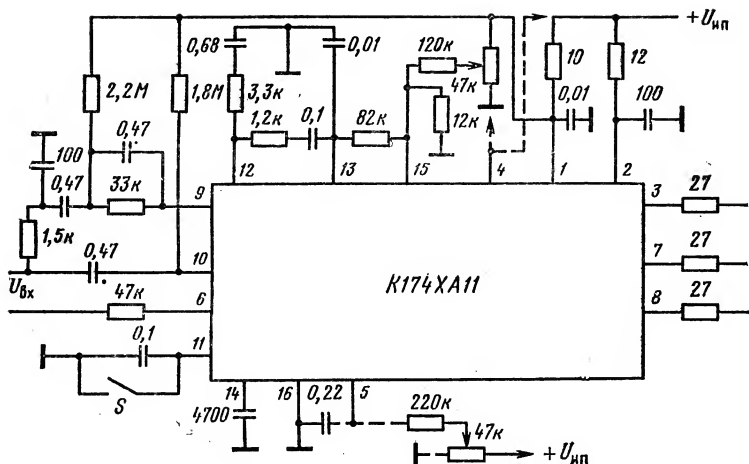 +Uип
0,68
0,01
120к
10
12
2,2М
1,8М
3,3к
47к
0,01
100
0,47
1,2к
0,1
82к
12к
100
0,47
33к
12
13
15
4
1
2
9
3
27
1,5к
0,47
10
К174ХА11
7
27
Uвх
47к
6
8
27
0,1
11
S
14
16
0,22
5
4700
220к
47к
+Uип